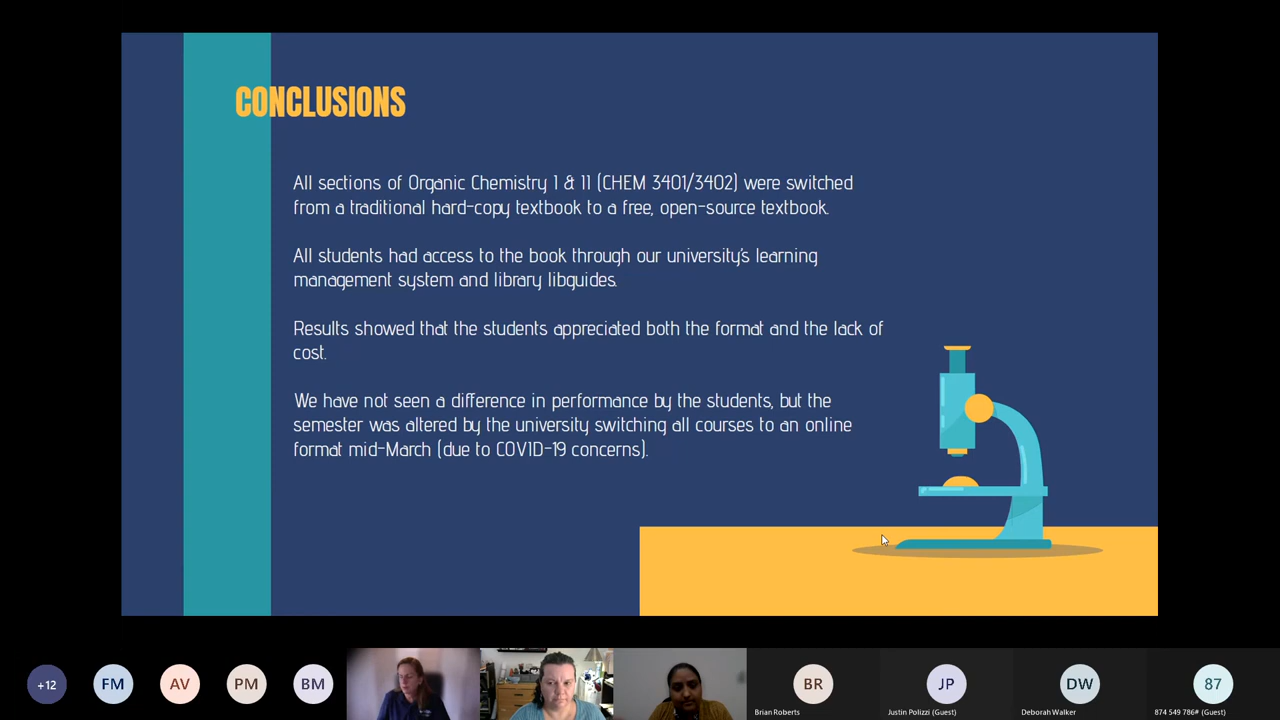 CONCLUSIONS
All sections of Organic Chemistry I & II (CHEM 3401/3402) were switched
from a traditional hard-copy textbook to a free, open-source textbook.
All students had access to the book through our university's learning
management system and library libguides.
Results showed that the students appreciated both the format and the lack of
cost.
We have not seen a difference in performance by the students, but the
semester was altered by the university switching all courses to an online
format mid-March (due to COVID-19 concerns).
+12
FM
AV
PM
BM
BR
JP
DW
87
Brian Roberts
Justin Polizzi (Guest)
Deborah Walker
874 549 786# (Guest)